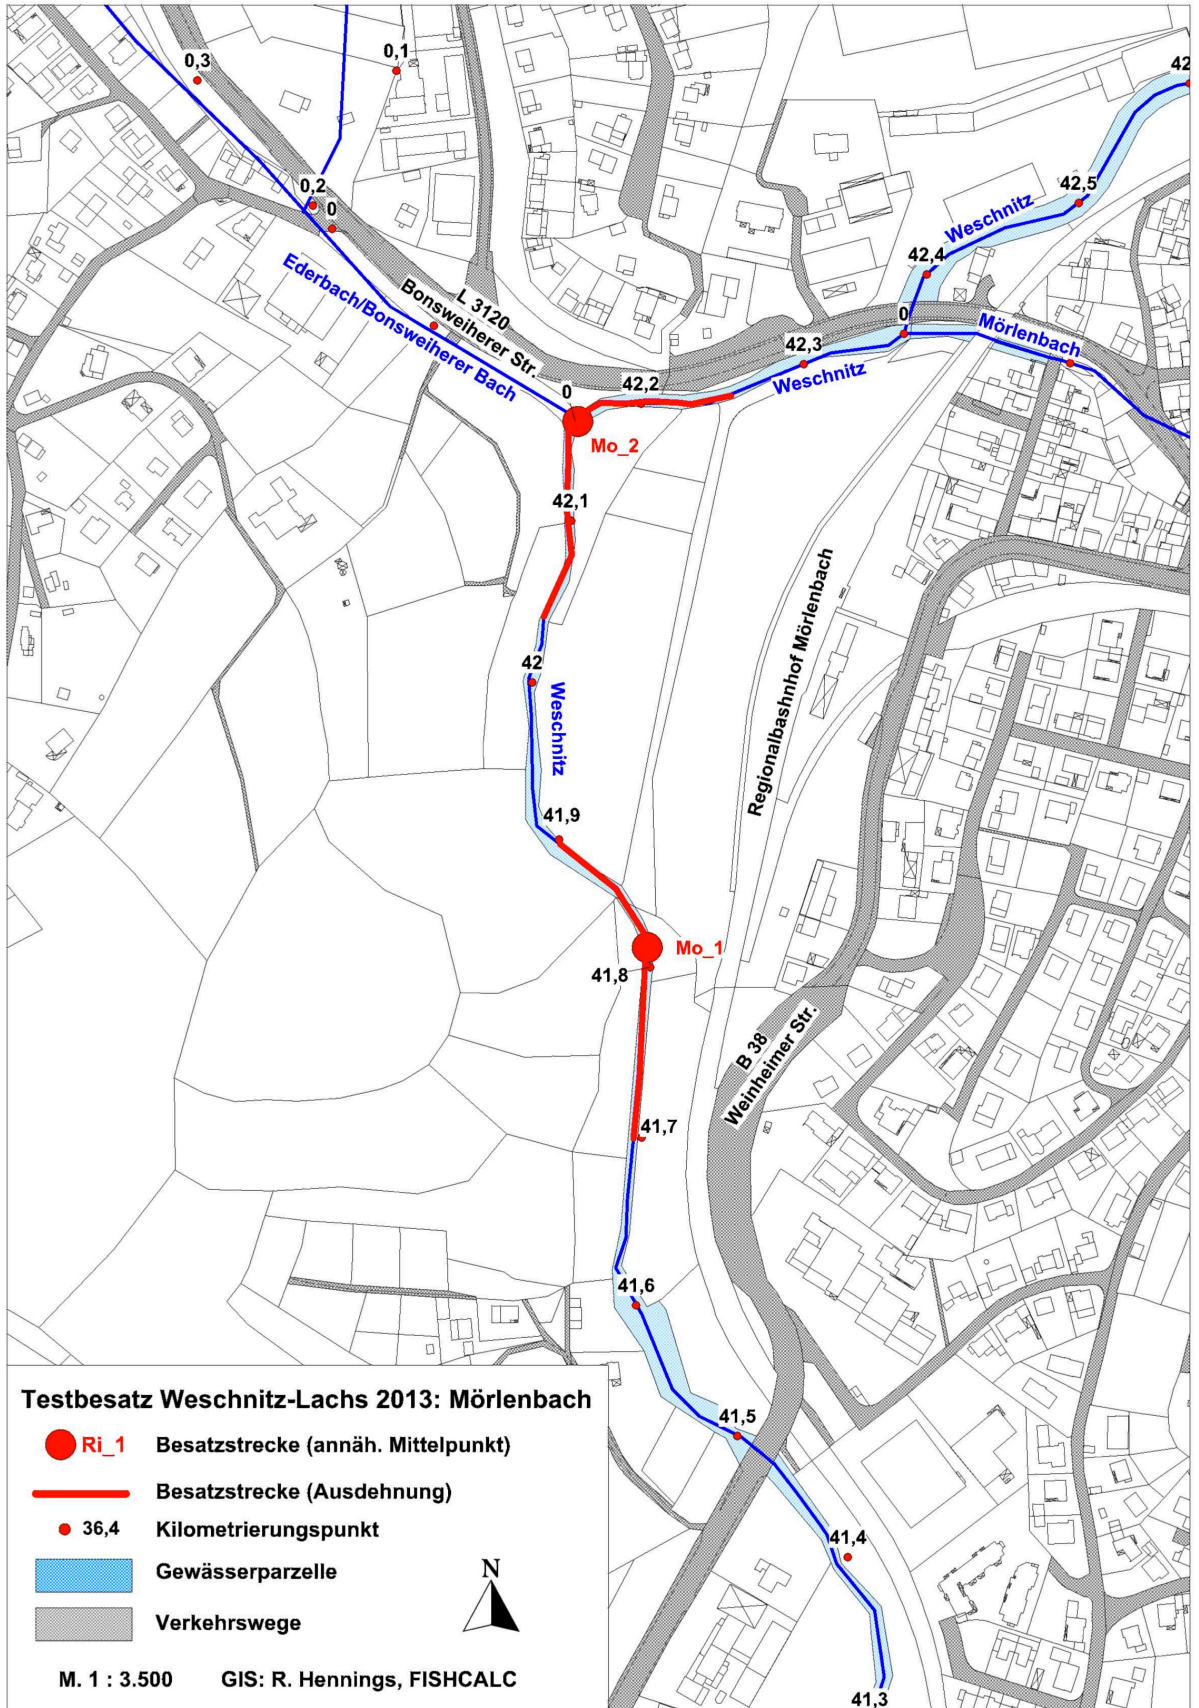 0,3
0,1
42
0,2
0
42,5
Weschnitz
42,4
Ederbach/Bonsweiherer Bach
L 3120
Bonsweiherer Str.
0
Mörlenbach
42,3
Weschnitz
42,2
0
Mo_2
42,1
Regionalbashnhof Mörlenbach
42
Weschnitz
41,9
Mo_1
41,8
B 38
Weinheimer Str.
41,7
41,6
41,5
41,4
41,3
Testbesatz Weschnitz-Lachs 2013: Mörlenbach
Ri_1 Besatzstrecke (annäh. Mittelpunkt)
Besatzstrecke (Ausdehnung)
36,4 Kilometrierungspunkt
Gewässerparzelle
Verkehrswege
N
M. 1 : 3.500 GIS: R. Hennings, FISHCALC